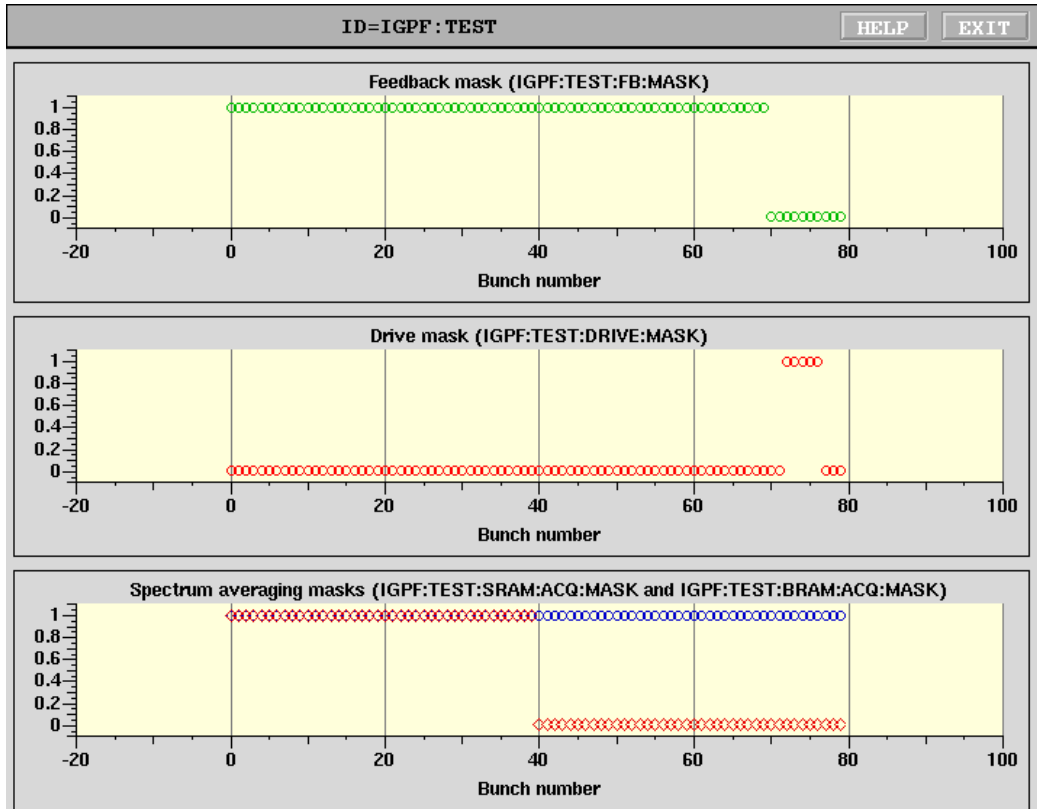 ID=IGPF:TEST HELP EXIT
Feedback mask (IGPF:TEST:FB:MASK)
1
0.8
0.6
0.4
0.2
0
-20 0 20 40 60 80 100
Bunch number
Drive mask (IGPF:TEST:DRIVE:MASK)
1
0.8
0.6
0.4
0.2
0
-20 0 20 40 60 80 100
Bunch number
Spectrum averaging masks (IGPF:TEST:SRAM:ACQ:MASK and IGPF:TEST:BRAM:ACQ:MASK)
1
0.8
0.6
0.4
0.2
0
-20 0 20 40 60 80 100
Bunch number